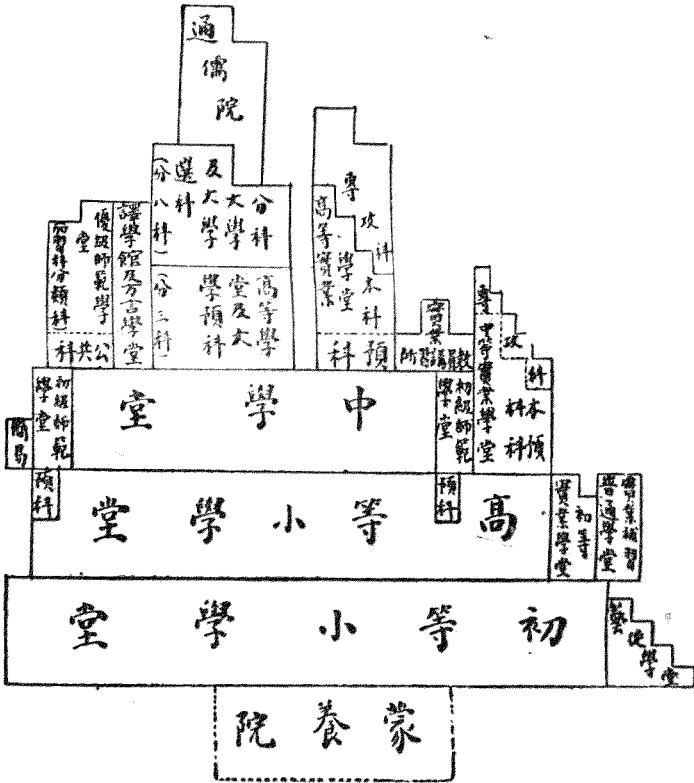 通儒院
分科
大學
及大學
選科
(分八科)
高等學
堂及大
學預科
(分三科)
譯學館及方言學堂
優級師範學
堂
公共科
專攻科
本科
高等實業
學堂
預科
實業
教員講習所
專攻科
中等實業學堂
本科
預科
中學堂
初級師範
學堂
初級師範
學堂
簡易
預科
預科
高等小學堂
初等
實業學堂
實業補習
普通學堂
初等小學堂
藝徒學堂
蒙養院